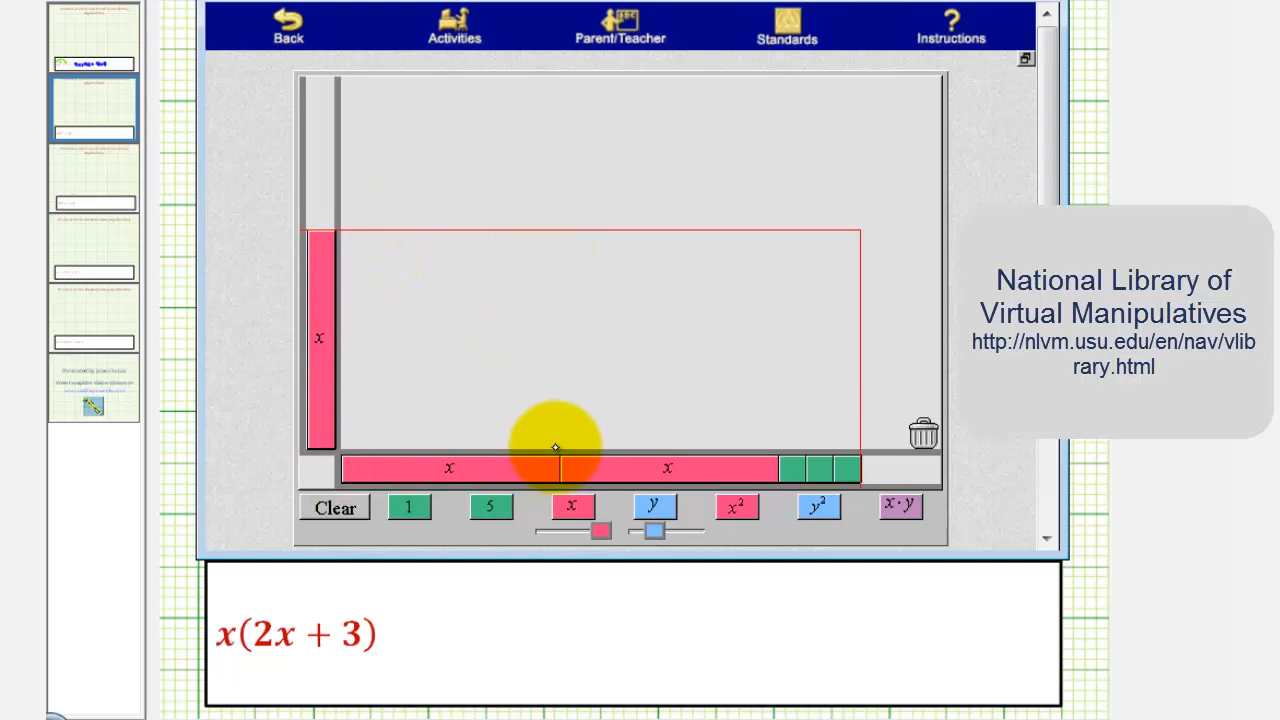 Back
Activities
Parent/Teacher
Standards
Instructions
National Library of
Virtual Manipulatives
http://nlvm.usu.edu/en/nav/vlib
rary.html
x
x x
Clear 1 5 x y x² y² x·y
x(2x + 3)